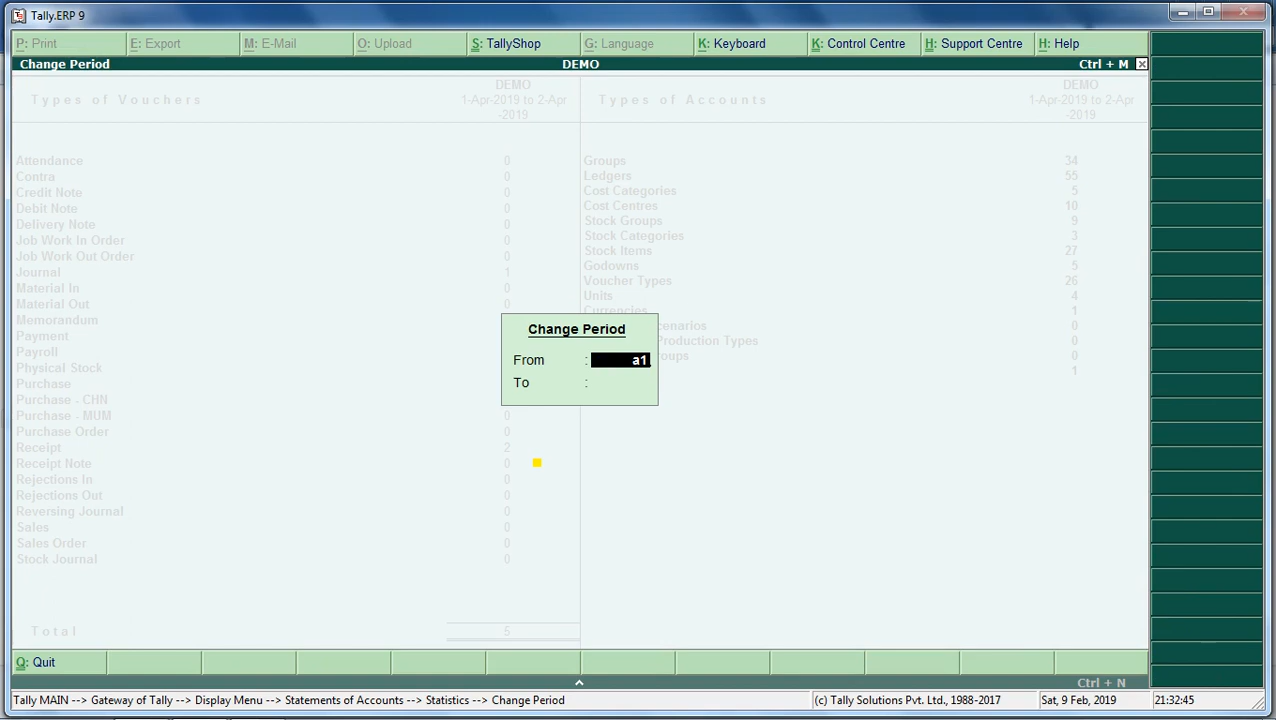 Tally.ERP 9
P: Print E: Export M: E-Mail O: Upload S: TallyShop G: Language K: Keyboard K: Control Centre H: Support Centre H: Help
Change Period DEMO Ctrl + M
Types of Vouchers
DEMO
1-Apr-2019 to 2-Apr
-2019
Attendance 0
Contra 0
Credit Note 0
Debit Note 0
Delivery Note 0
Job Work In Order 0
Job Work Out Order 0
Journal 1
Material In 0
Material Out 0
Memorandum
Payment
Payroll
Physical Stock
Purchase
Purchase - CHN
Purchase - MUM 0
Purchase Order 0
Receipt 2
Receipt Note 0
Rejections In 0
Rejections Out 0
Reversing Journal 0
Sales 0
Sales Order 0
Stock Journal 0
Total 5
Types of Accounts
DEMO
1-Apr-2019 to 2-Apr
-2019
Groups 34
Ledgers 55
Cost Categories 5
Cost Centres 10
Stock Groups 9
Stock Categories 3
Stock Items 27
Godowns 5
Voucher Types 26
Units 4
Currencies 1
0
Production Types 0
0
1
Change Period
From : a1
To :
Q: Quit
Ctrl + N
Tally MAIN --> Gateway of Tally --> Display Menu --> Statements of Accounts --> Statistics --> Change Period (c) Tally Solutions Pvt. Ltd., 1988-2017 Sat, 9 Feb, 2019 21:32:45